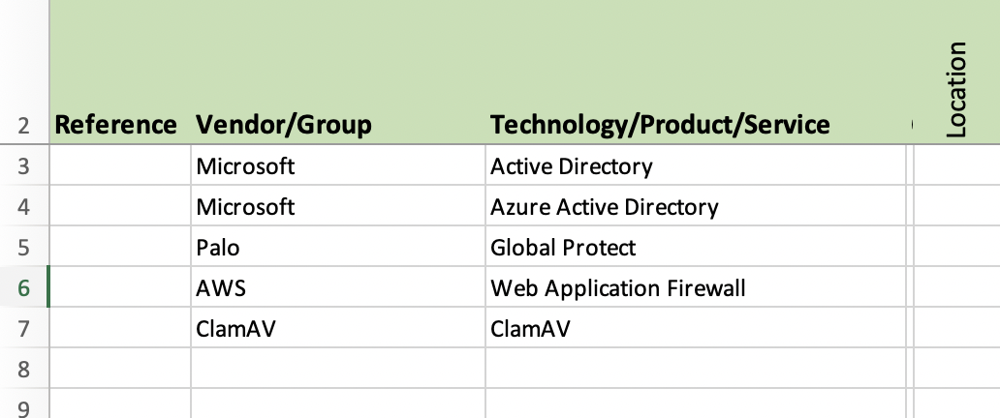 Location
2 Reference Vendor/Group Technology/Product/Service
3 Microsoft Active Directory
4 Microsoft Azure Active Directory
5 Palo Global Protect
6 AWS Web Application Firewall
7 ClamAV ClamAV
8
9